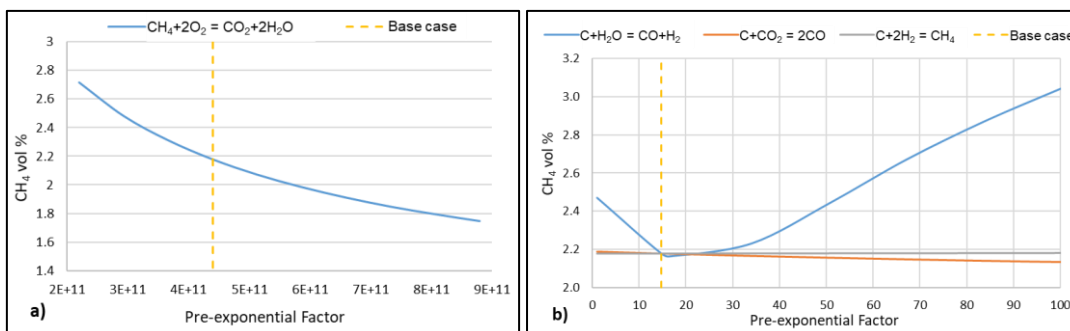 CH₄+2O₂ = CO₂+2H₂O Base case
3
2.8
2.6
2.4
2.2
2
1.8
1.6
1.4
CH₄ vol %
2E+11 3E+11 4E+11 5E+11 6E+11 7E+11 8E+11 9E+11
a) Pre-exponential Factor
C+H₂O = CO+H₂ C+CO₂ = 2CO C+2H₂ = CH₄ Base case
3.2
3.0
2.8
2.6
2.4
2.2
2.0
CH₄ vol %
0 10 20 30 40 50 60 70 80 90 100
b) Pre-exponential Factor